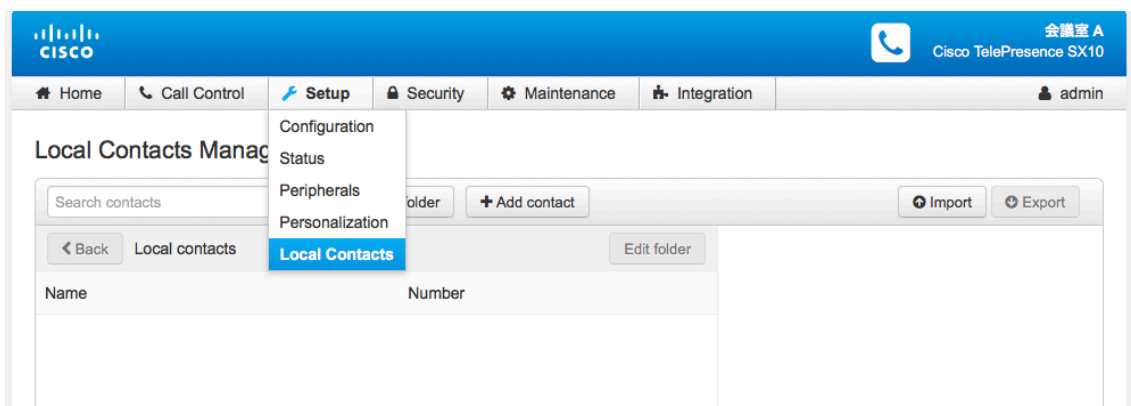 CISCO
会議室 A
Cisco TelePresence SX10
Home
Call Control
Setup
Security
Maintenance
Integration
admin
Configuration
Status
Peripherals
Personalization
Local Contacts
Local Contacts Manag
Search contacts
older
+ Add contact
Import
Export
Back
Local contacts
Edit folder
Name
Number